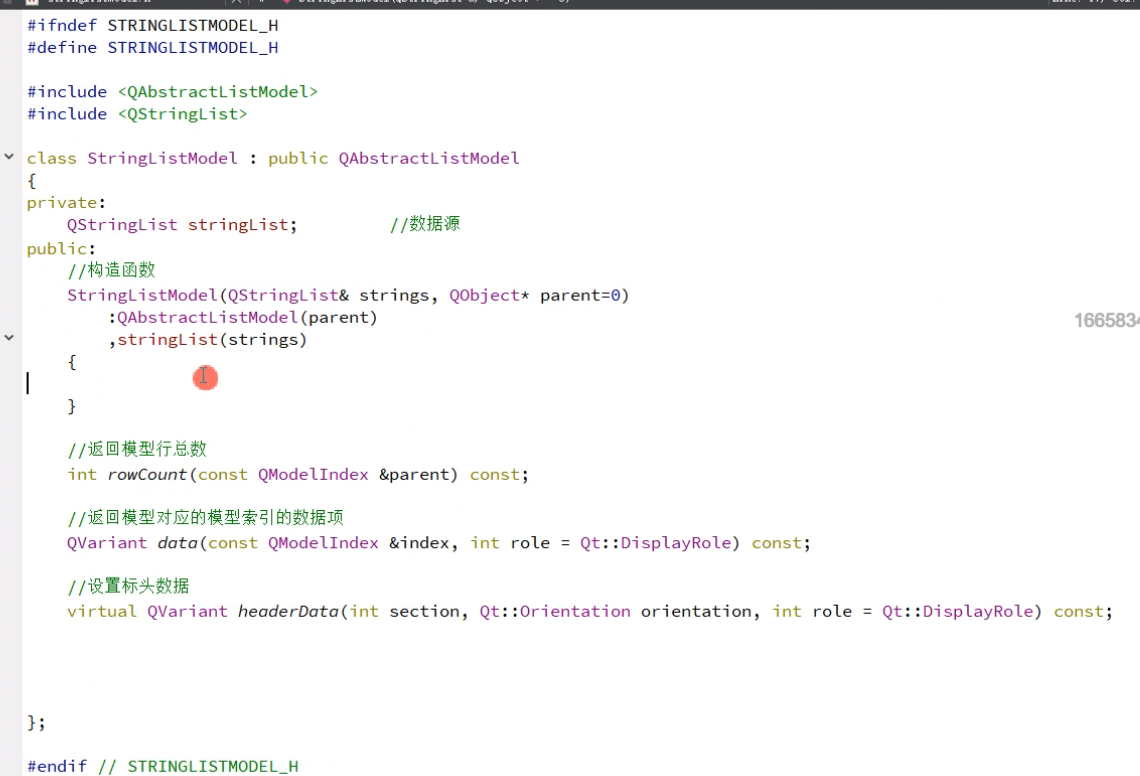 #ifndef STRINGLISTMODEL_H
#define STRINGLISTMODEL_H
#include <QAbstractListModel>
#include <QStringList>
class StringListModel : public QAbstractListModel
{
private:
QStringList stringList; //数据源
public:
//构造函数
StringListModel(QStringList& strings, QObject* parent=0)
:QAbstractListModel(parent)
,stringList(strings)
{
}
//返回模型行总数
int rowCount(const QModelIndex &parent) const;
//返回模型对应的模型索引的数据项
QVariant data(const QModelIndex &index, int role = Qt::DisplayRole) const;
//设置标头数据
virtual QVariant headerData(int section, Qt::Orientation orientation, int role = Qt::DisplayRole) const;
};
#endif // STRINGLISTMODEL_H